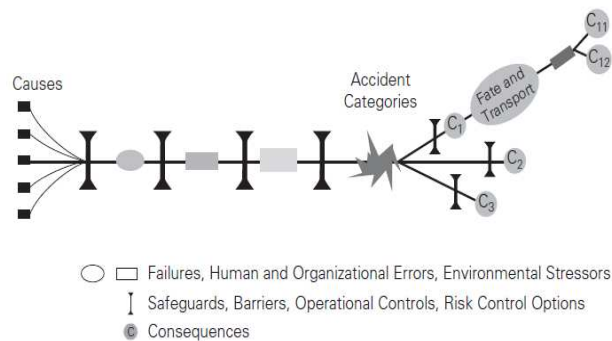 Causes
Accident
Categories
Fate and
Transport
C11
C12
C1
C2
C3
Failures, Human and Organizational Errors, Environmental Stressors
Safeguards, Barriers, Operational Controls, Risk Control Options
C Consequences